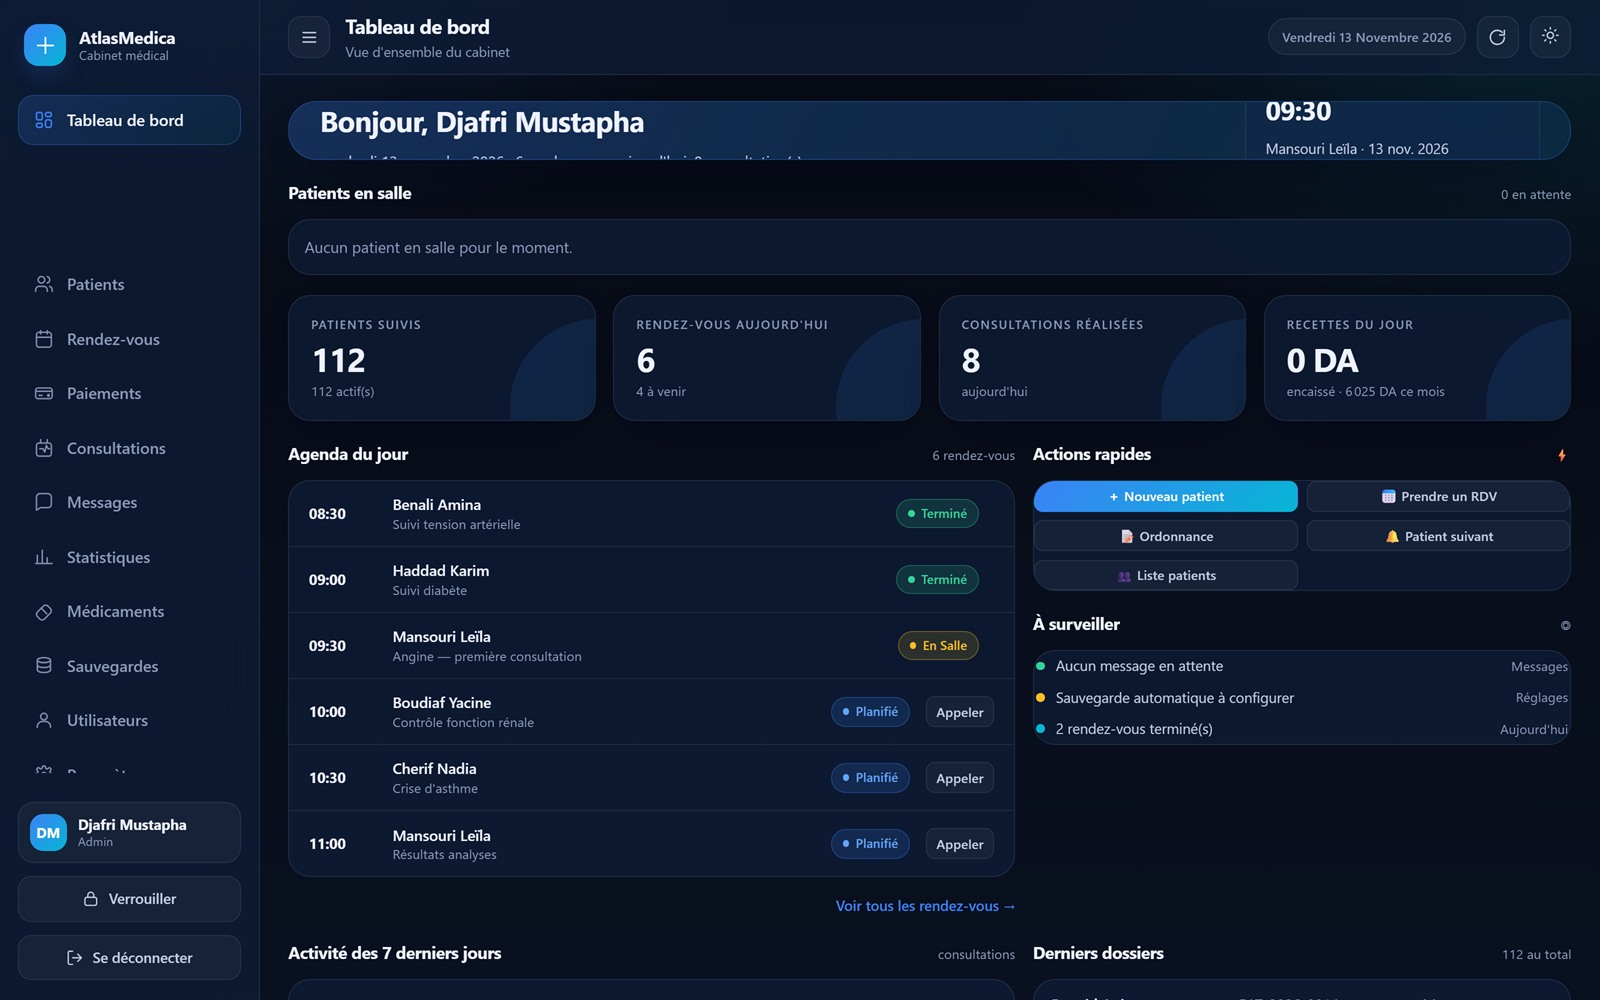 AtlasMedica
Cabinet médical
Tableau de bord
Patients
Rendez-vous
Paiements
Consultations
Messages
Statistiques
Médicaments
Sauvegardes
Utilisateurs
DM
Djafri Mustapha
Admin
Verrouiller
Se déconnecter
Tableau de bord
Vue d'ensemble du cabinet
Vendredi 13 Novembre 2026
Bonjour, Djafri Mustapha
09:30
Mansouri Leïla · 13 nov. 2026
Patients en salle
0 en attente
Aucun patient en salle pour le moment.
PATIENTS SUIVIS
112
112 actif(s)
RENDEZ-VOUS AUJOURD'HUI
6
4 à venir
CONSULTATIONS RÉALISÉES
8
aujourd'hui
RECETTES DU JOUR
0 DA
encaissé · 6 025 DA ce mois
Agenda du jour
6 rendez-vous
08:30
Benali Amina
Suivi tension artérielle
Terminé
09:00
Haddad Karim
Suivi diabète
Terminé
09:30
Mansouri Leïla
Angine — première consultation
En Salle
10:00
Boudiaf Yacine
Contrôle fonction rénale
Planifié
Appeler
10:30
Cherif Nadia
Crise d'asthme
Planifié
Appeler
11:00
Mansouri Leïla
Résultats analyses
Planifié
Appeler
Voir tous les rendez-vous →
Actions rapides
+ Nouveau patient
Prendre un RDV
Ordonnance
Patient suivant
Liste patients
À surveiller
Aucun message en attente
Messages
Sauvegarde automatique à configurer
Réglages
2 rendez-vous terminé(s)
Aujourd'hui
Activité des 7 derniers jours
consultations
Derniers dossiers
112 au total